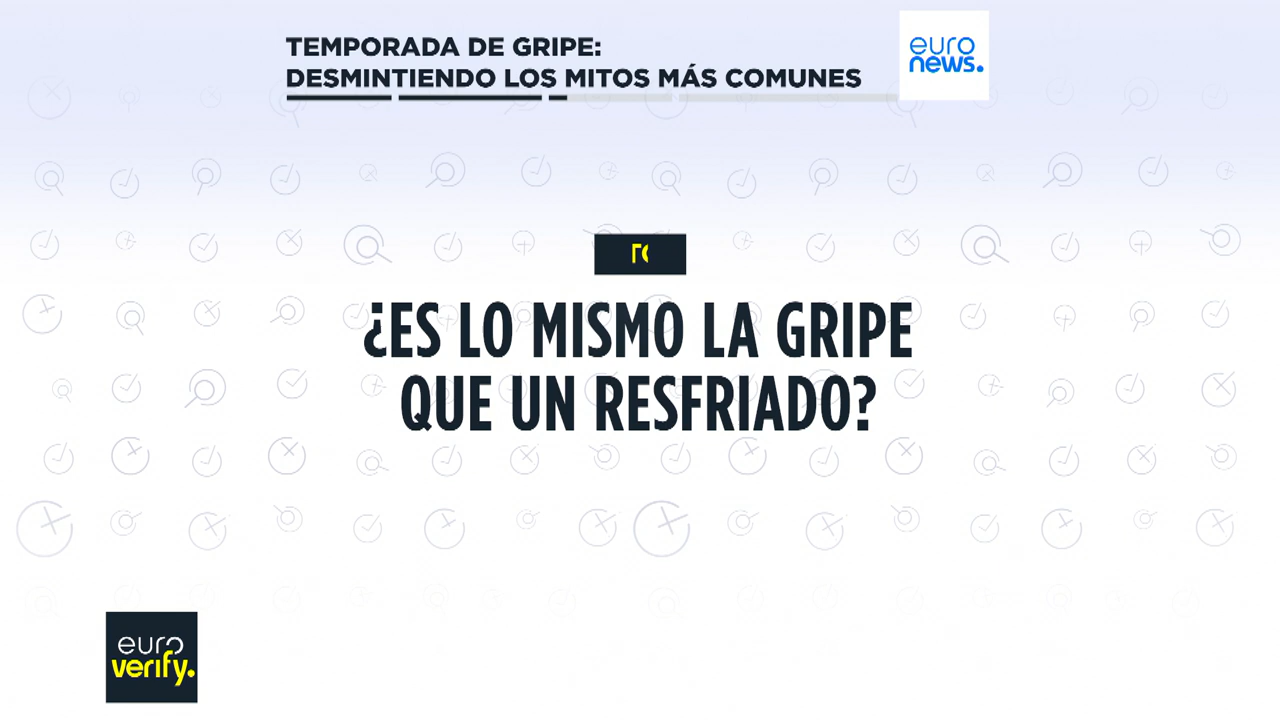 TEMPORADA DE GRIPE:
DESMINTIENDO LOS MITOS MÁS COMUNES
euro
news.
¿ES LO MISMO LA GRIPE
QUE UN RESFRIADO?
euro
verify.